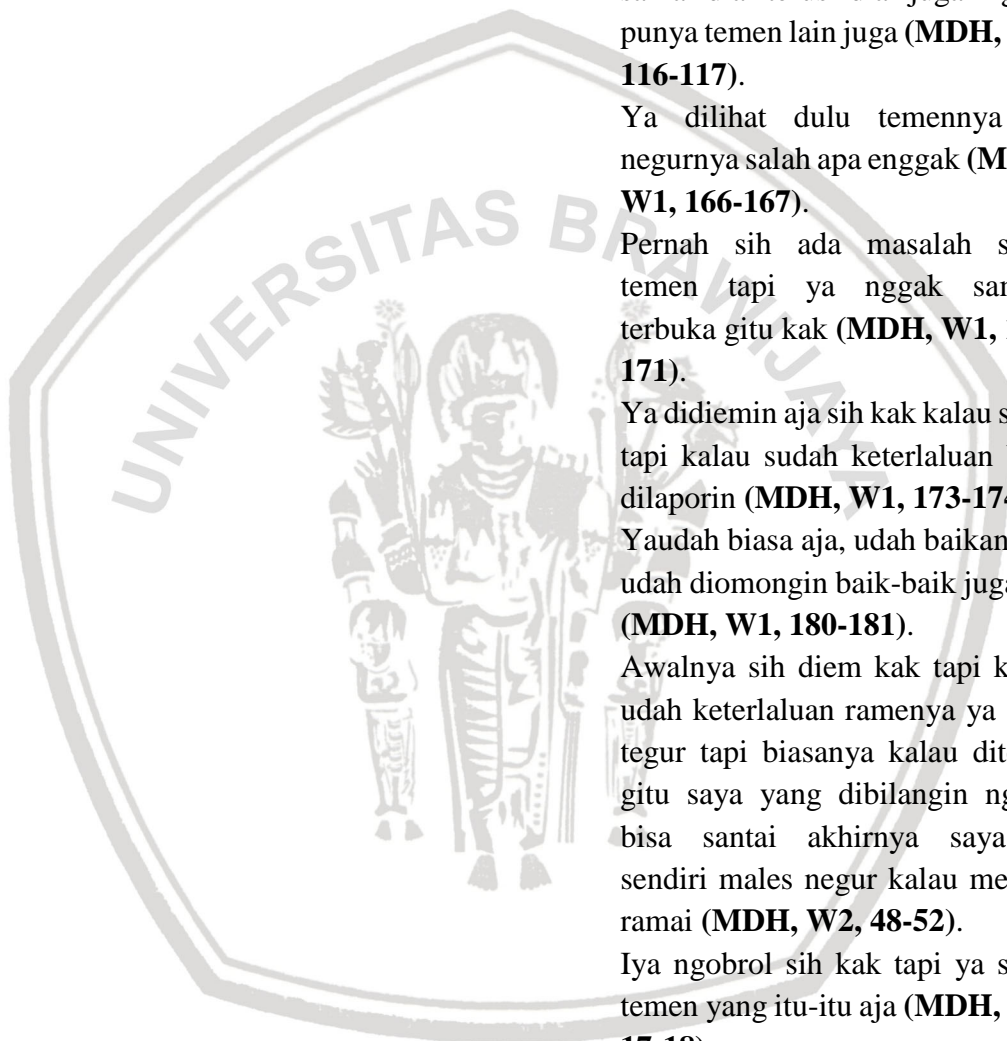 UNIVERSITAS BRAWIJAYA
punya temen lain juga (MDH,
116-117).
Ya dilihat dulu temennya
negurnya salah apa enggak (M
W1, 166-167).
Pernah sih ada masalah s
temen tapi ya nggak sa
terbuka gitu kak (MDH, W1,
171).
Ya didiemin aja sih kak kalau s
tapi kalau sudah keterlaluan
dilaporin (MDH, W1, 173-174
Yaudah biasa aja, udah baikan
udah diomongin baik-baik juga
(MDH, W1, 180-181).
Awalnya sih diem kak tapi k
udah keterlaluan ramenya ya
tegur tapi biasanya kalau dit
gitu saya yang dibilangin ng
bisa santai akhirnya saya
sendiri males negur kalau me
ramai (MDH, W2, 48-52).
Iya ngobrol sih kak tapi ya s
temen yang itu-itu aja (MDH,